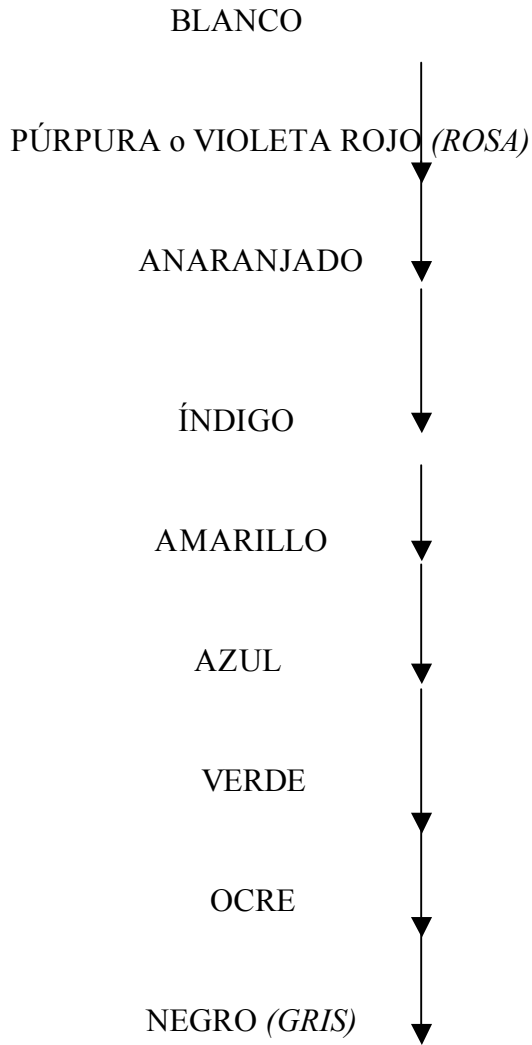 BLANCO
PÚRPURA o VIOLETA ROJO (ROSA)
ANARANJADO
ÍNDIGO
AMARILLO
AZUL
VERDE
OCRE
NEGRO (GRIS)